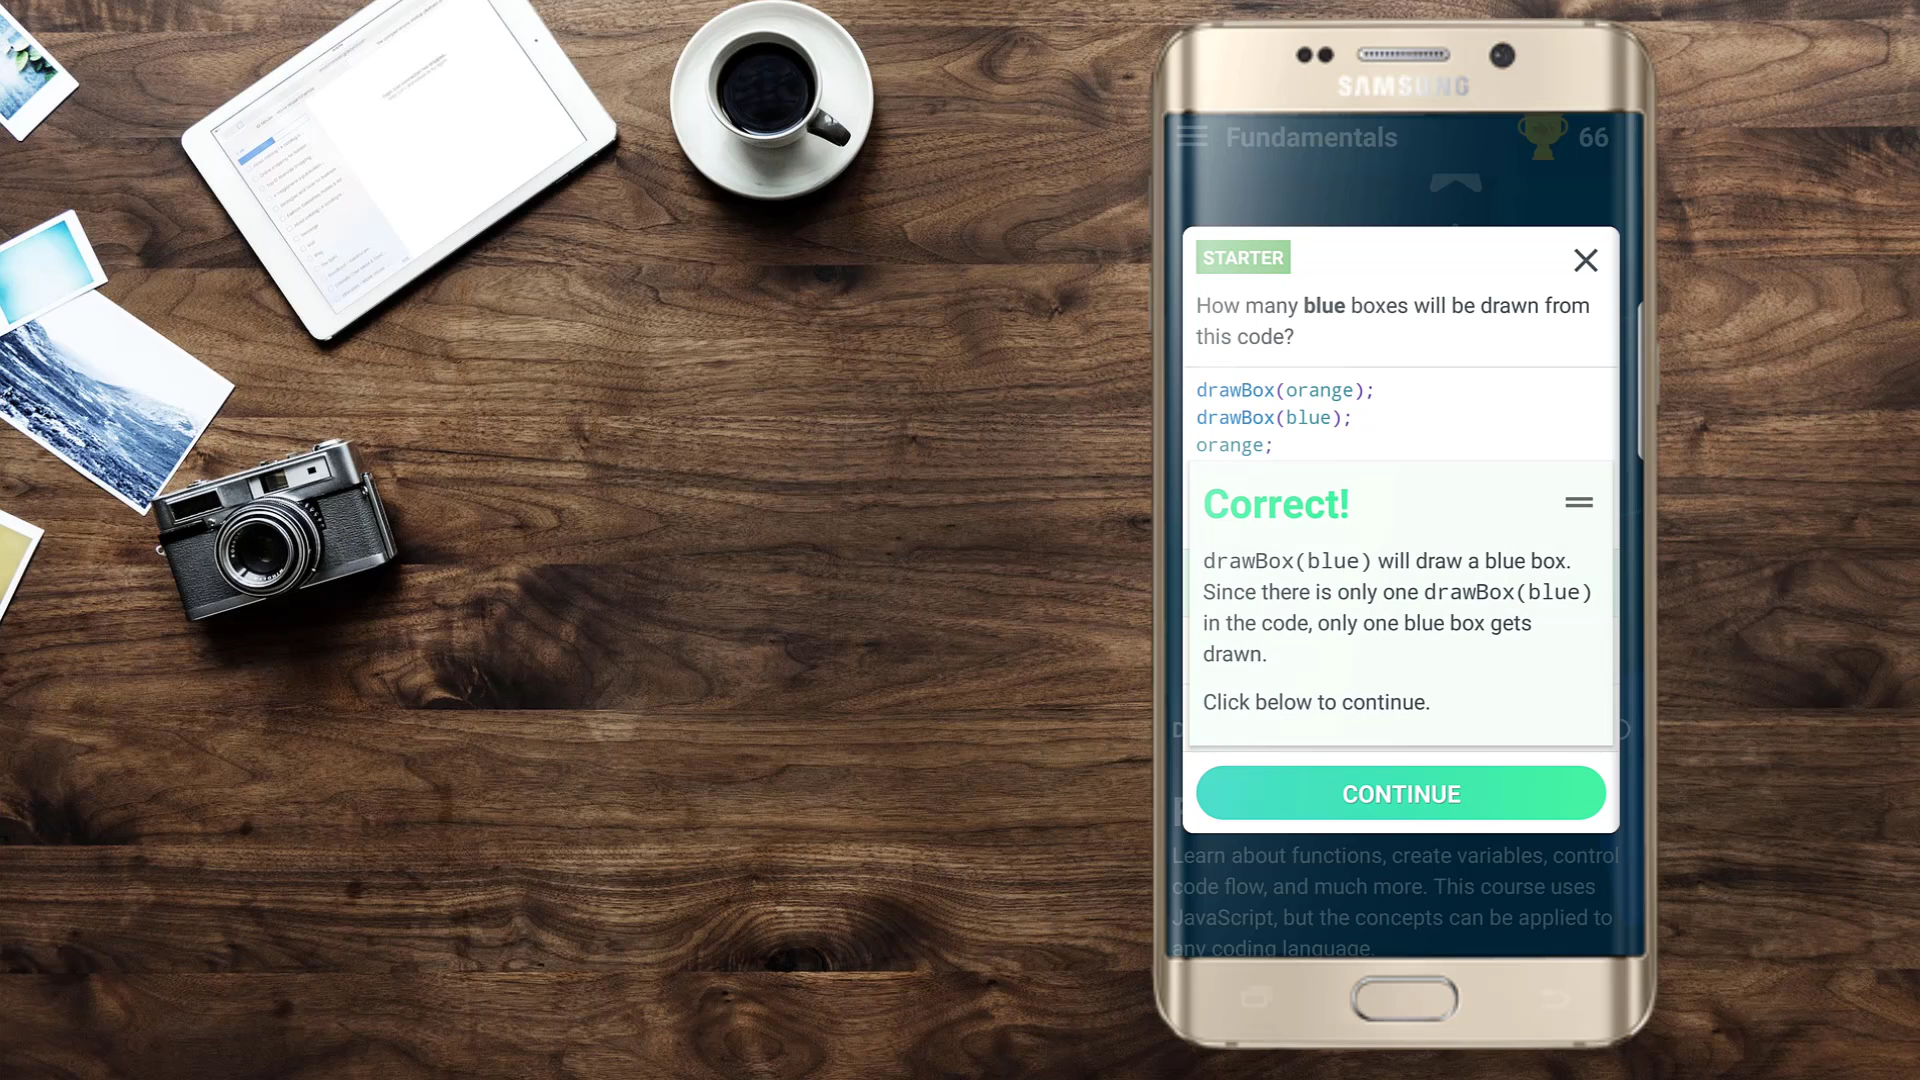 SAMSUNG
Fundamentals
66
STARTER
How many blue boxes will be drawn from
this code?
drawBox(orange);
drawBox(blue);
orange;
Correct!
drawBox(blue) will draw a blue box.
Since there is only one drawBox(blue)
in the code, only one blue box gets
drawn.
Click below to continue.
CONTINUE
Learn about functions, create variables, control
code flow, and much more. This course uses
JavaScript, but the concepts can be applied to
any coding language.